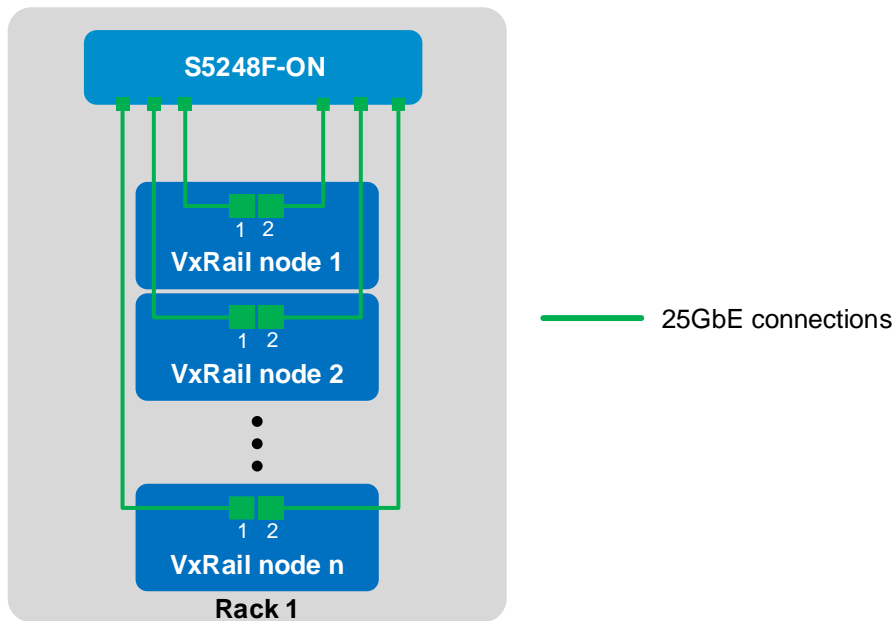 S5248F-ON
1 2
VxRail node 1
1 2
VxRail node 2
25GbE connections
1 2
VxRail node n
Rack 1